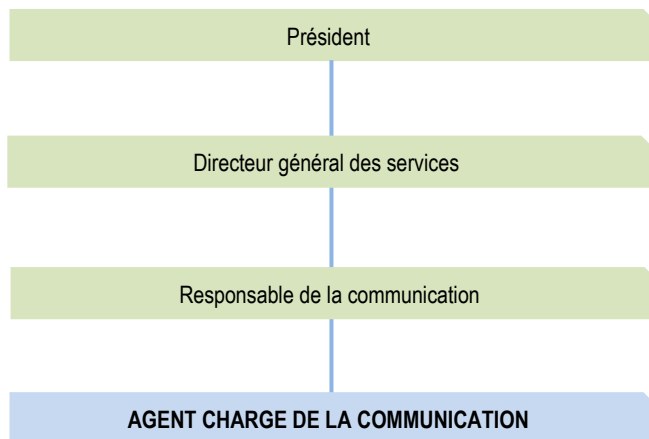 Président
Directeur général des services
Responsable de la communication
AGENT CHARGE DE LA COMMUNICATION